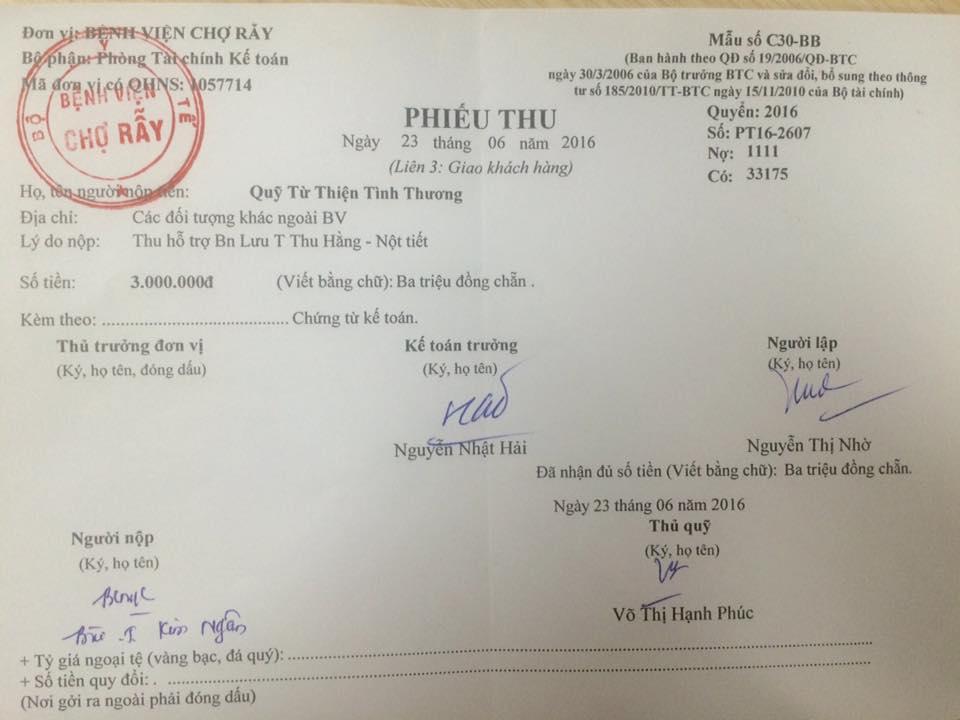 Đơn vị: BỆNH VIỆN CHỢ RẪY
Bộ phận: Phòng Tài chính Kế toán
Mã đơn vị có QHNS: 1057714
BỘ Y TẾ
BỆNH VIỆN
CHỢ RẪY
Mẫu số C30-BB
(Ban hành theo QĐ số 19/2006/QĐ-BTC
ngày 30/3/2006 của Bộ trưởng BTC và sửa đổi, bổ sung theo thông
tư số 185/2010/TT-BTC ngày 15/11/2010 của Bộ tài chính)
PHIẾU THU
Ngày 23 tháng 06 năm 2016
(Liên 3: Giao khách hàng)
Quyển: 2016
Số: PT16-2607
Nợ: 1111
Có: 33175
Họ, tên người nộp tiền: Quỹ Từ Thiện Tình Thương
Địa chỉ: Các đối tượng khác ngoài BV
Lý do nộp: Thu hỗ trợ Bn Lưu T Thu Hằng - Nột tiết
Số tiền: 3.000.000đ (Viết bằng chữ): Ba triệu đồng chẵn .
Kèm theo: ........................................ Chứng từ kế toán.
Thủ trưởng đơn vị Kế toán trưởng Người lập
(Ký, họ tên, đóng dấu) (Ký, họ tên) (Ký, họ tên)
Nguyễn Nhật Hải Nguyễn Thị Nhờ
Đã nhận đủ số tiền (Viết bằng chữ): Ba triệu đồng chẵn.
Ngày 23 tháng 06 năm 2016
Người nộp Thủ quỹ
(Ký, họ tên) (Ký, họ tên)
Võ Thị Hạnh Phúc
Kim Ngân
+ Tỷ giá ngoại tệ (vàng bạc, đá quý): ........................................
+ Số tiền quy đổi: . ........................................
(Nơi gởi ra ngoài phải đóng dấu)